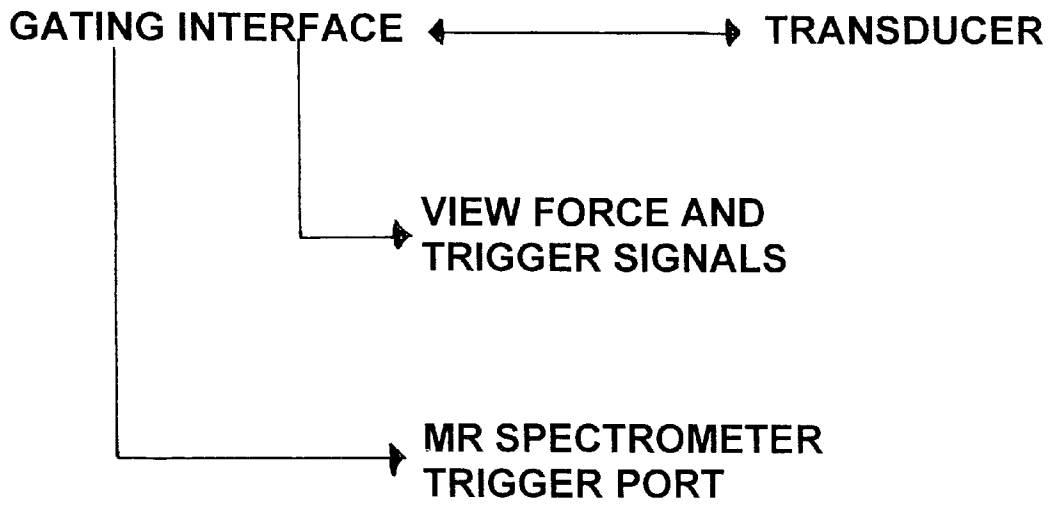 GATING INTERFACE TRANSDUCER
VIEW FORCE AND
TRIGGER SIGNALS
MR SPECTROMETER
TRIGGER PORT